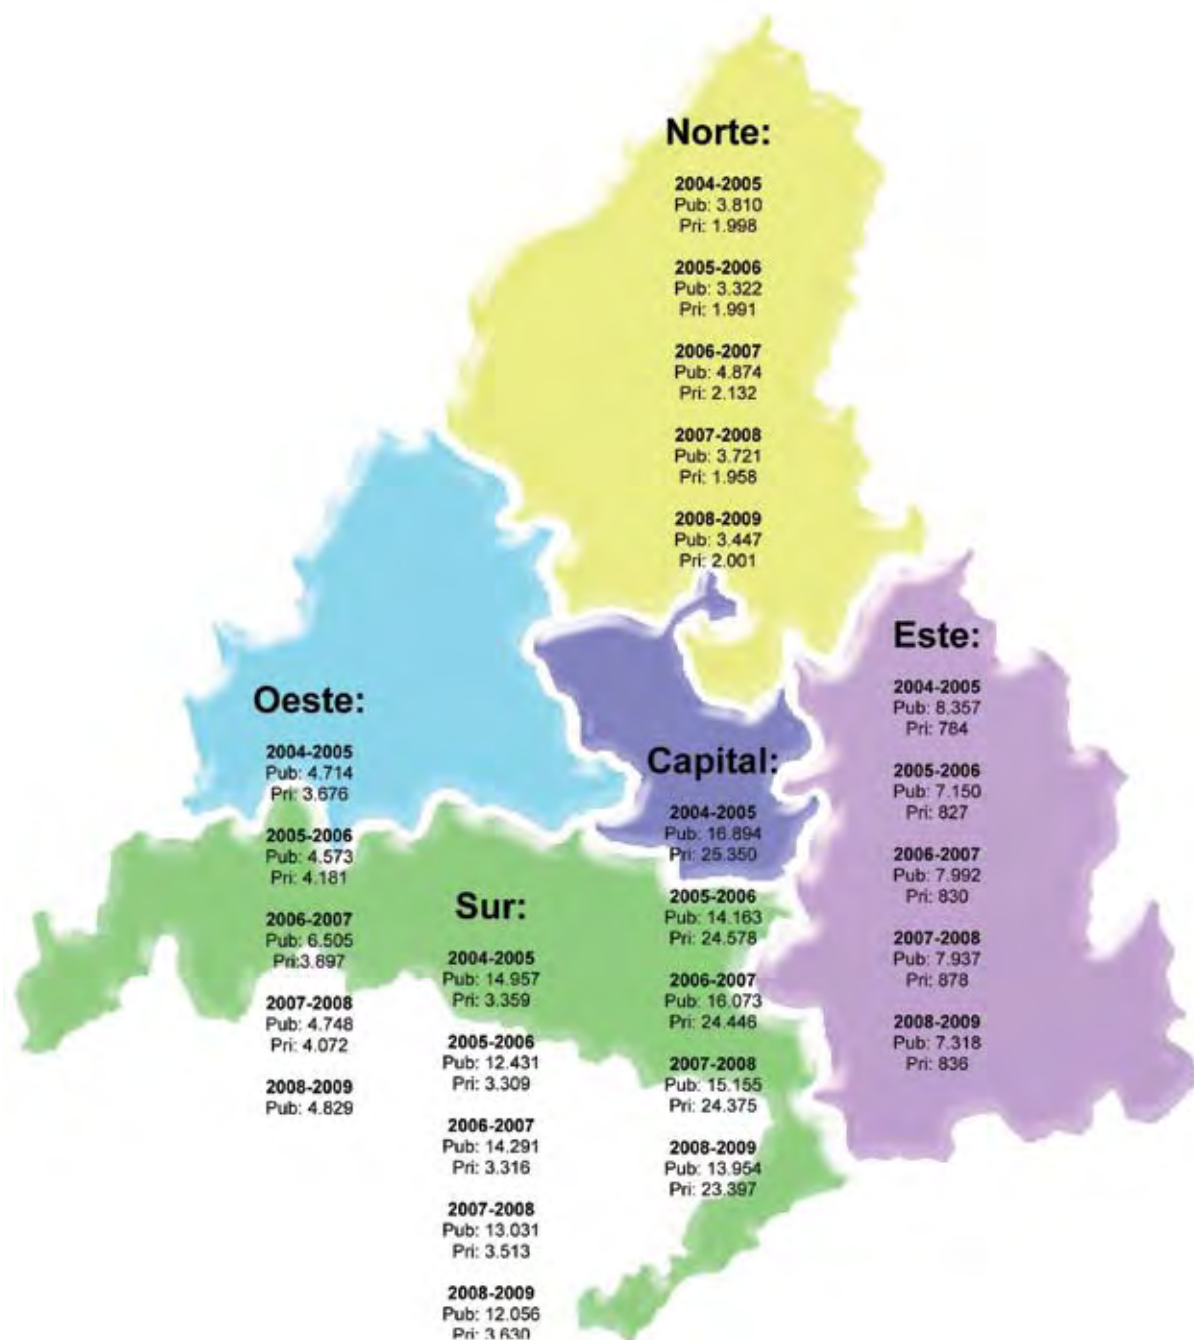 Norte:
2004-2005
Pub: 3.810
Pri: 1.998
2005-2006
Pub: 3.322
Pri: 1.991
2006-2007
Pub: 4.874
Pri: 2.132
2007-2008
Pub: 3.721
Pri: 1.958
2008-2009
Pub: 3.447
Pri: 2.001
Este:
2004-2005
Pub: 8.357
Pri: 784
2005-2006
Pub: 7.150
Pri: 827
2006-2007
Pub: 7.992
Pri: 830
2007-2008
Pub: 7.937
Pri: 878
2008-2009
Pub: 7.318
Pri: 836
Oeste:
2004-2005
Pub: 4.714
Pri: 3.676
2005-2006
Pub: 4.573
Pri: 4.181
2006-2007
Pub: 6.505
Pri:3.897
2007-2008
Pub: 4.748
Pri: 4.072
2008-2009
Pub: 4.829
Capital:
2004-2005
Pub: 16.894
Pri: 25.350
2005-2006
Pub: 14.163
Pri: 24.578
2006-2007
Pub: 16.073
Pri: 24.446
2007-2008
Pub: 15.155
Pri: 24.375
2008-2009
Pub: 13.954
Pri: 23.397
Sur:
2004-2005
Pub: 14.957
Pri: 3.359
2005-2006
Pub: 12.431
Pri: 3.309
2006-2007
Pub: 14.291
Pri: 3.316
2007-2008
Pub: 13.031
Pri: 3.513
2008-2009
Pub: 12.056
Pri: 3.630